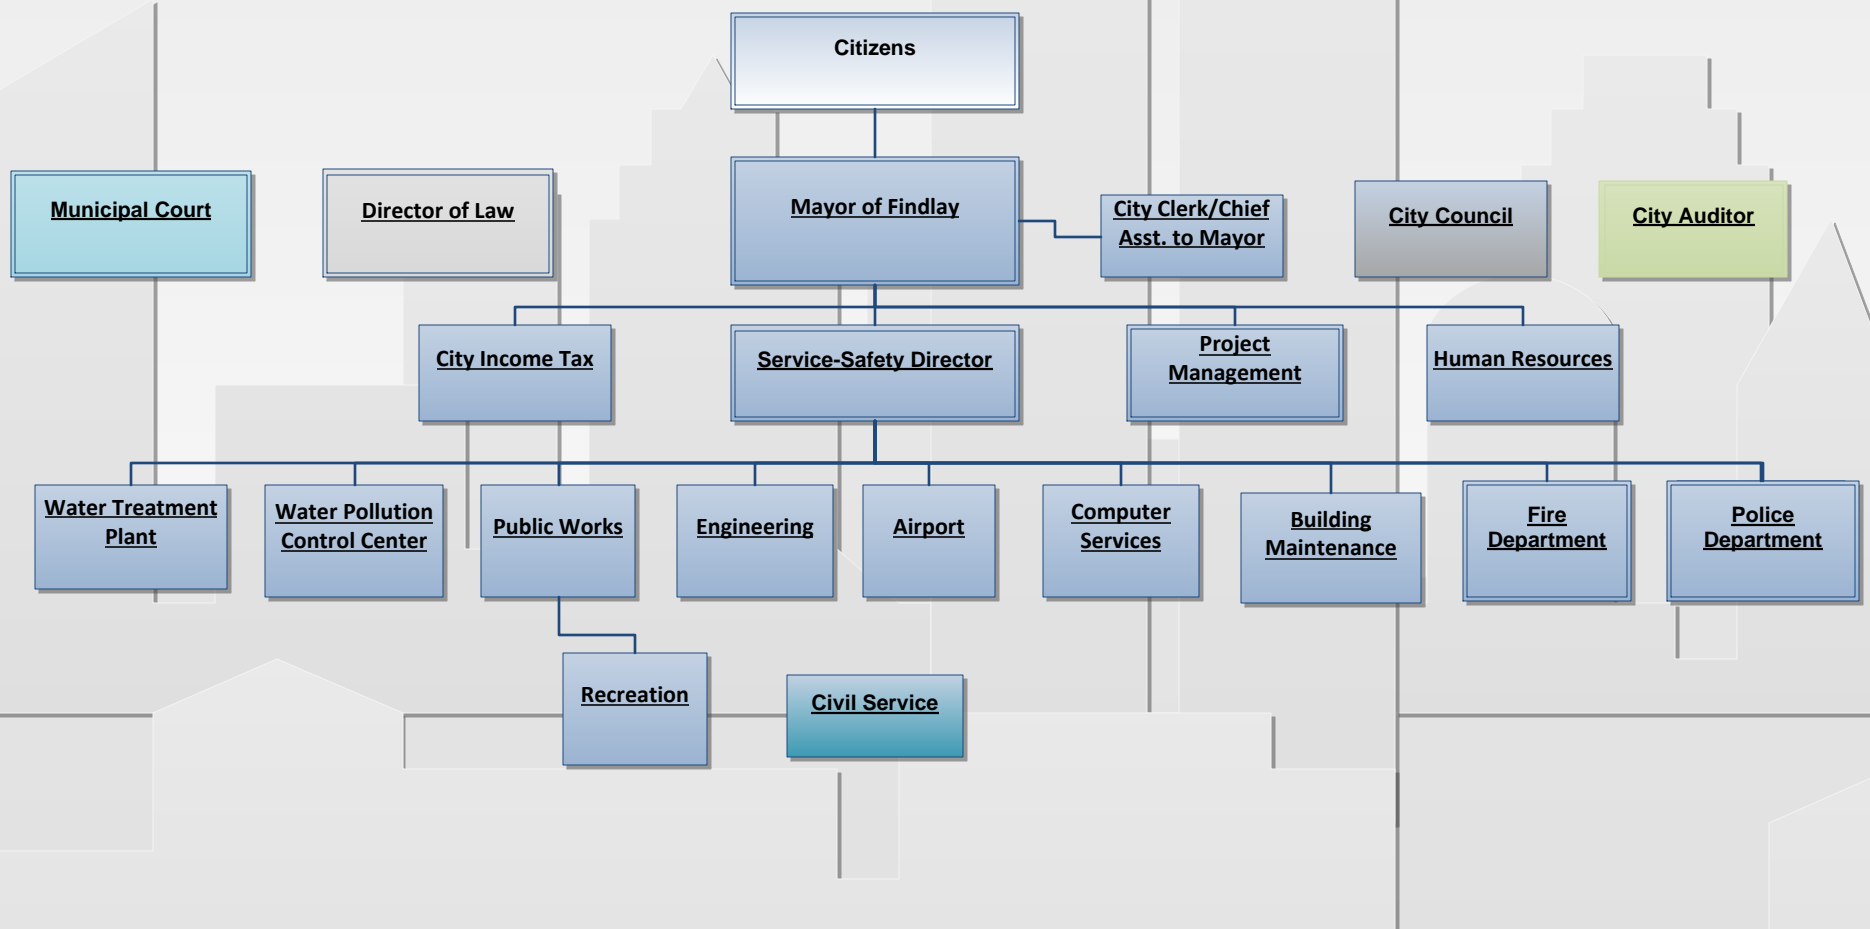 Citizens
Municipal Court
Director of Law
Mayor of Findlay
City Clerk/Chief
Asst. to Mayor
City Council
City Auditor
City Income Tax
Service-Safety Director
Project
Management
Human Resources
Water Treatment
Plant
Water Pollution
Control Center
Public Works
Engineering
Airport
Computer
Services
Building
Maintenance
Fire
Department
Police
Department
Recreation
Civil Service